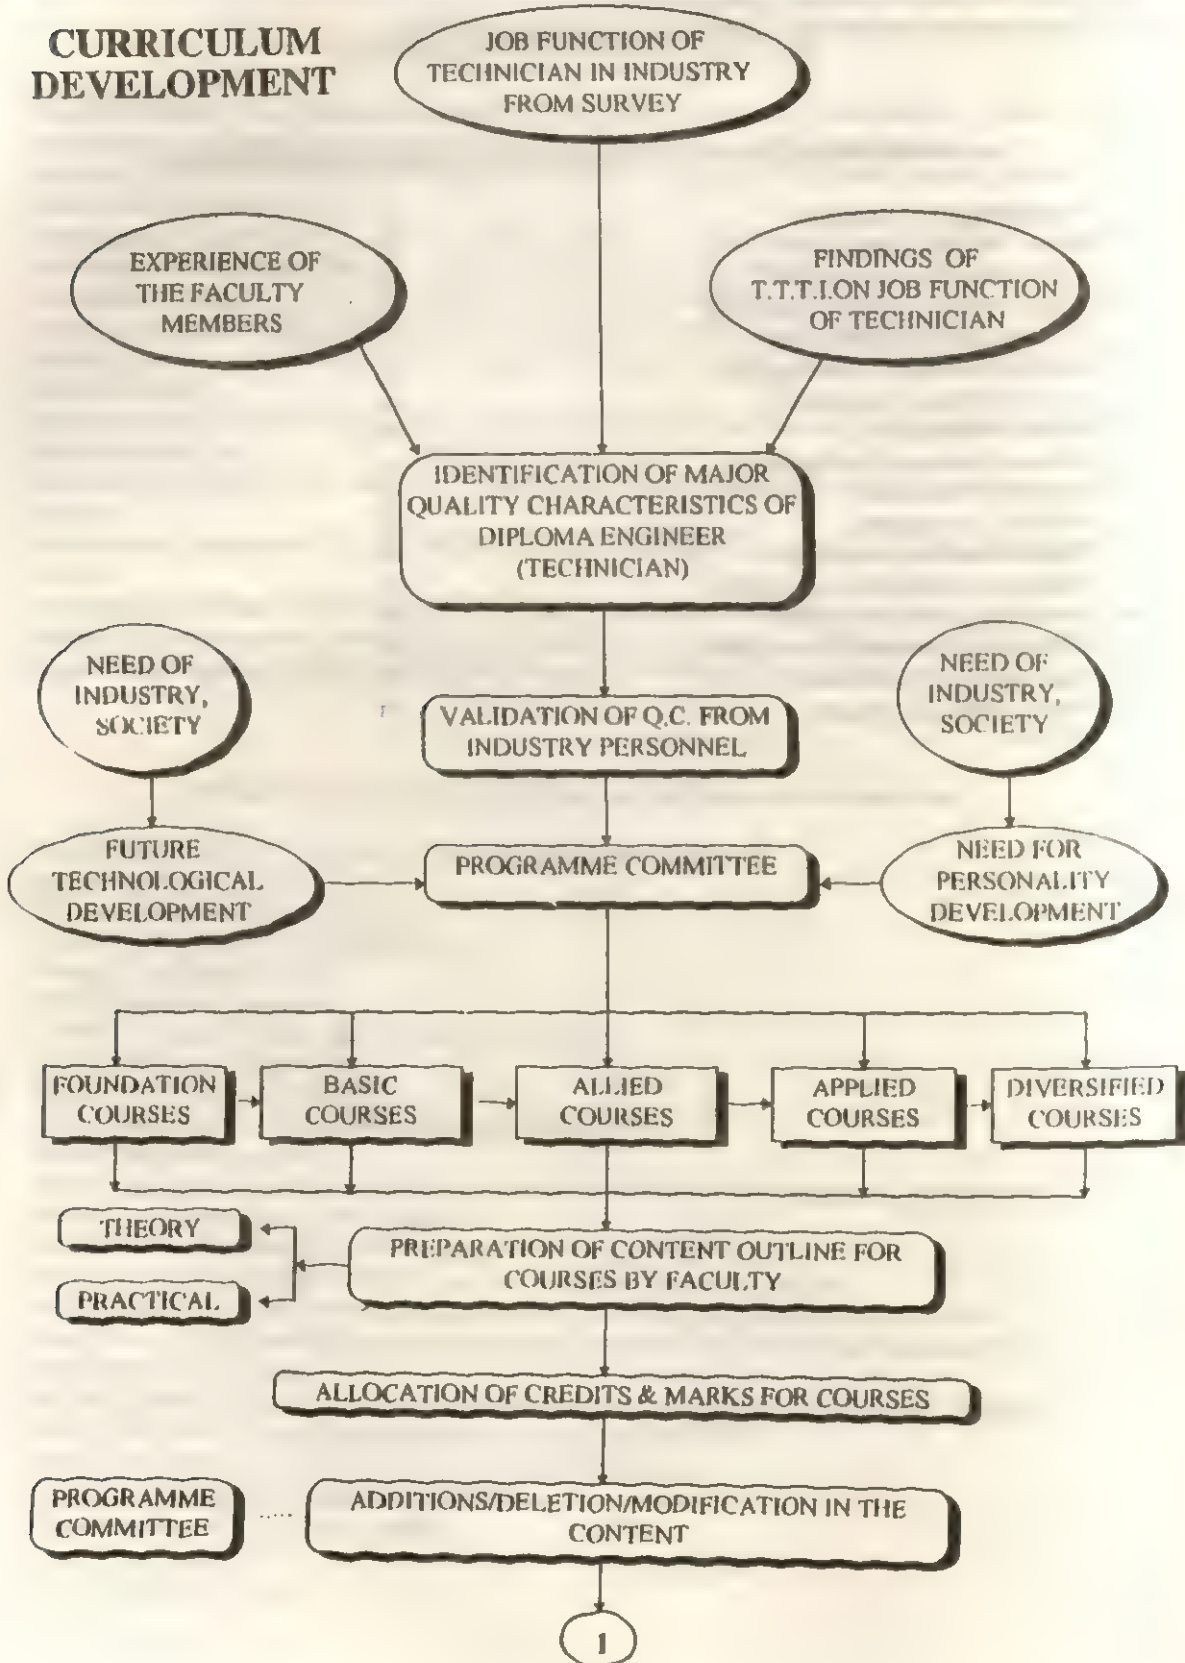 CURRICULUM
DEVELOPMENT
JOB FUNCTION OF
TECHNICIAN IN INDUSTRY
FROM SURVEY
EXPERIENCE OF
THE FACULTY
MEMBERS
FINDINGS OF
T.T.T.I.ON JOB FUNCTION
OF TECHNICIAN
IDENTIFICATION OF MAJOR
QUALITY CHARACTERISTICS OF
DIPLOMA ENGINEER
(TECHNICIAN)
NEED OF
INDUSTRY,
SOCIETY
VALIDATION OF Q.C. FROM
INDUSTRY PERSONNEL
NEED OF
INDUSTRY,
SOCIETY
FUTURE
TECHNOLOGICAL
DEVELOPMENT
PROGRAMME COMMITTEE
NEED FOR
PERSONALITY
DEVELOPMENT
FOUNDATION
COURSES
BASIC
COURSES
ALLIED
COURSES
APPLIED
COURSES
DIVERSIFIED
COURSES
THEORY
PRACTICAL
PREPARATION OF CONTENT OUTLINE FOR
COURSES BY FACULTY
ALLOCATION OF CREDITS & MARKS FOR COURSES
PROGRAMME
COMMITTEE
.....
ADDITIONS/DELETION/MODIFICATION IN THE
CONTENT
1